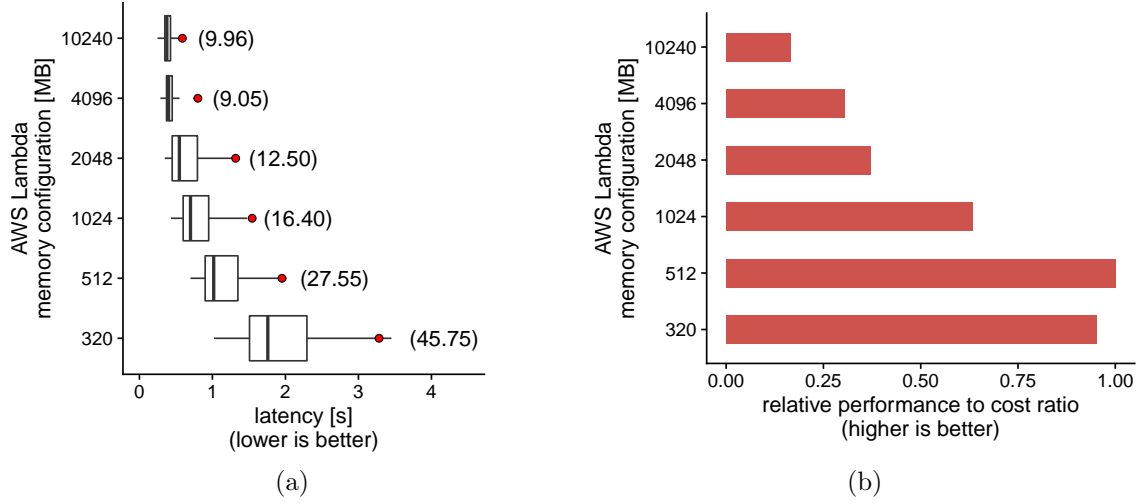 AWS Lambda
memory configuration [MB]
10240
4096
2048
1024
512
320
(9.96)
(9.05)
(12.50)
(16.40)
(27.55)
(45.75)
0 1 2 3 4
latency [s]
(lower is better)
(a)
AWS Lambda
memory configuration [MB]
10240
4096
2048
1024
512
320
0.00 0.25 0.50 0.75 1.00
relative performance to cost ratio
(higher is better)
(b)